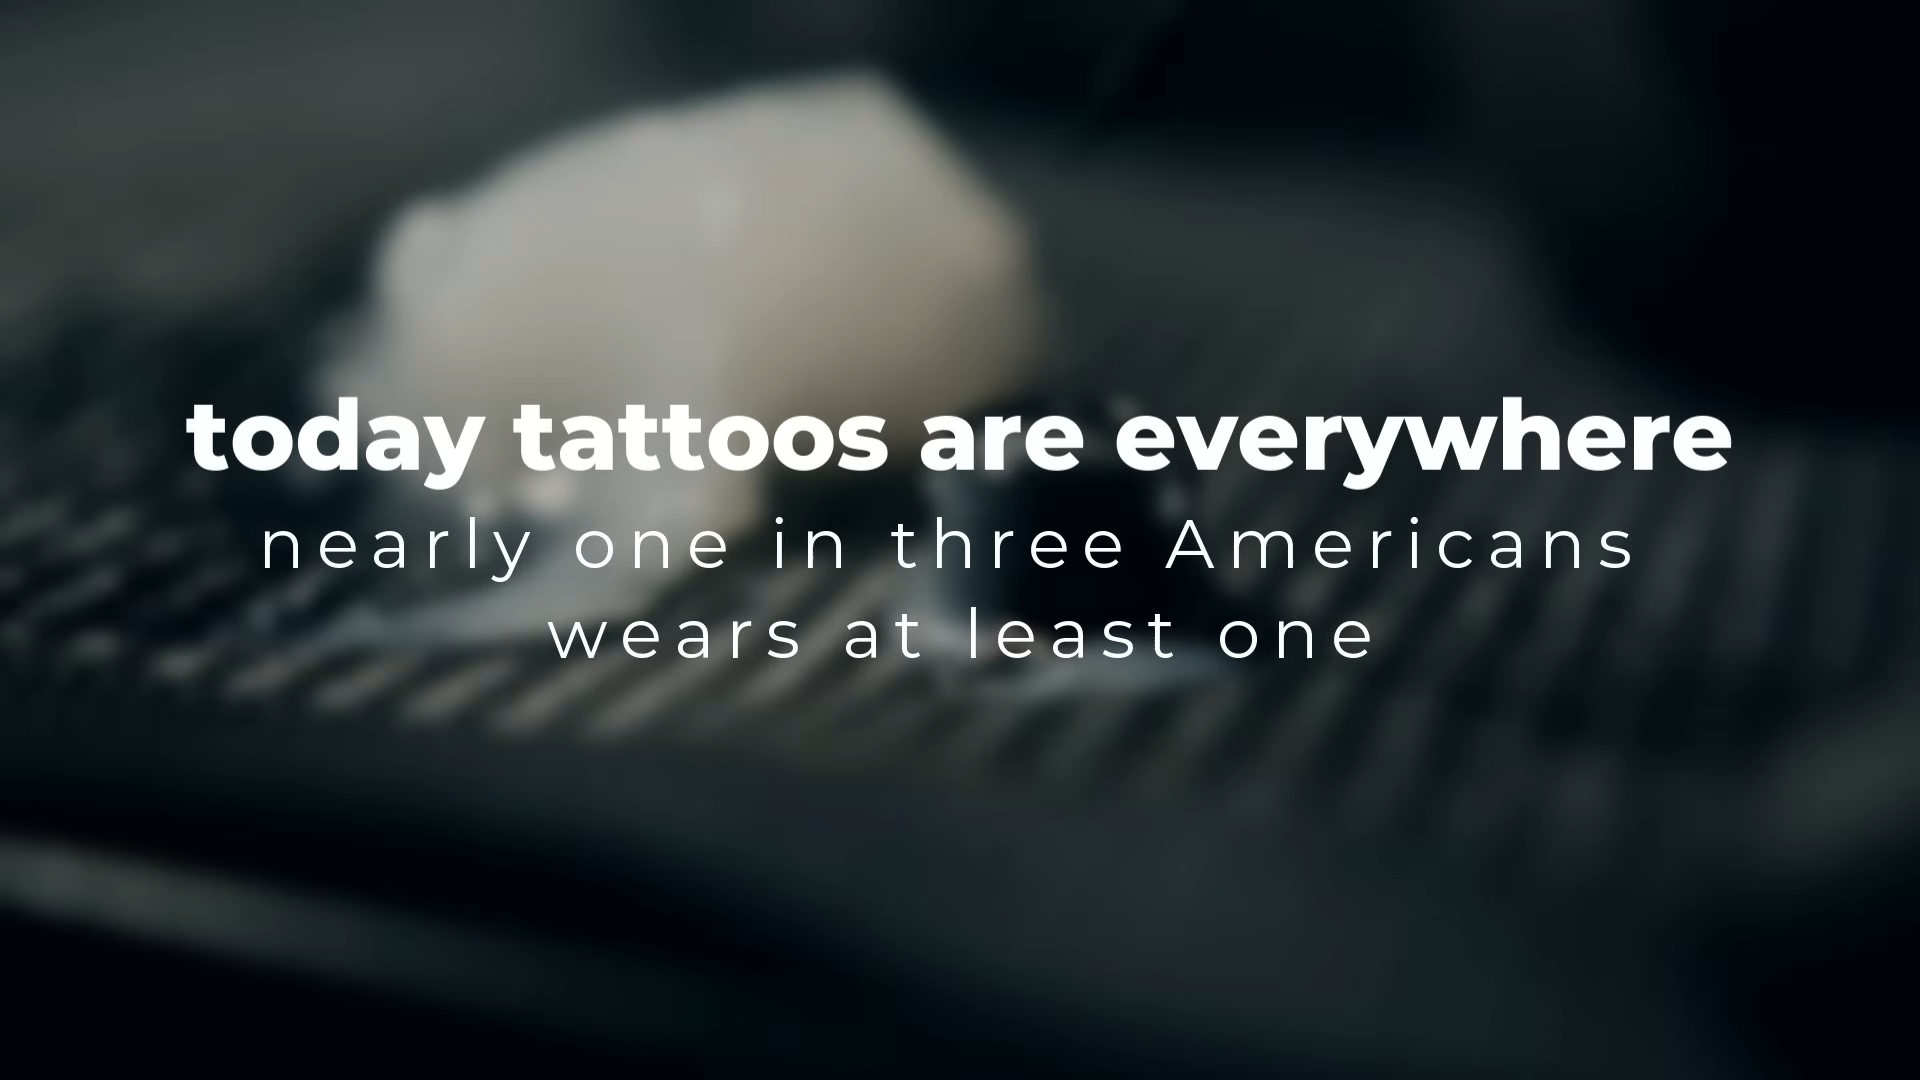 today tattoos are everywhere
nearly one in three Americans
wears at least one